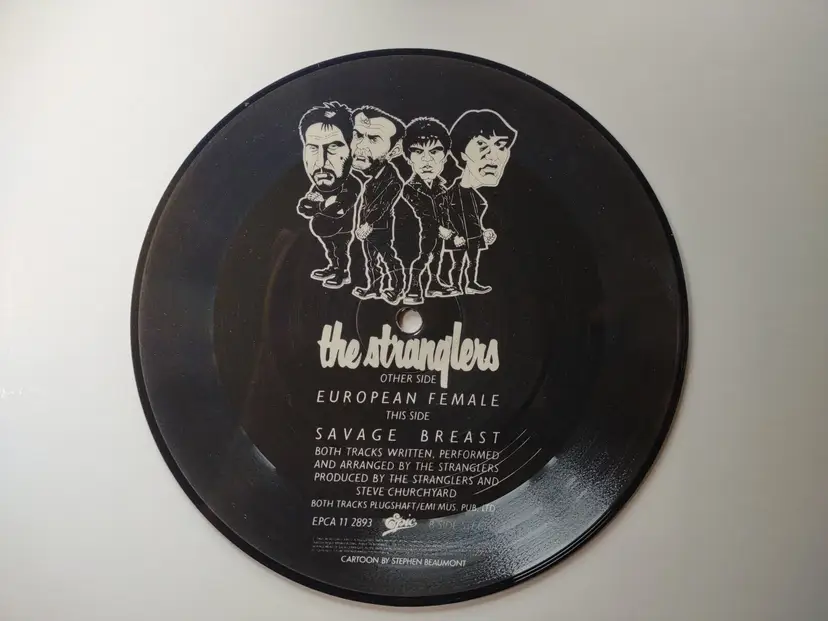 the stranglers
OTHER SIDE
EUROPEAN FEMALE
THIS SIDE
SAVAGE BREAST
BOTH TRACKS WRITTEN, PERFORMED
AND ARRANGED BY THE STRANGLERS
PRODUCED BY THE STRANGLERS AND
STEVE CHURCHYARD
BOTH TRACKS PLUGSHAFT/EMI MUS. PUB. LTD
EPCA 11 2893 Epic SIDE
CARTOON BY STEPHEN BEAUMONT